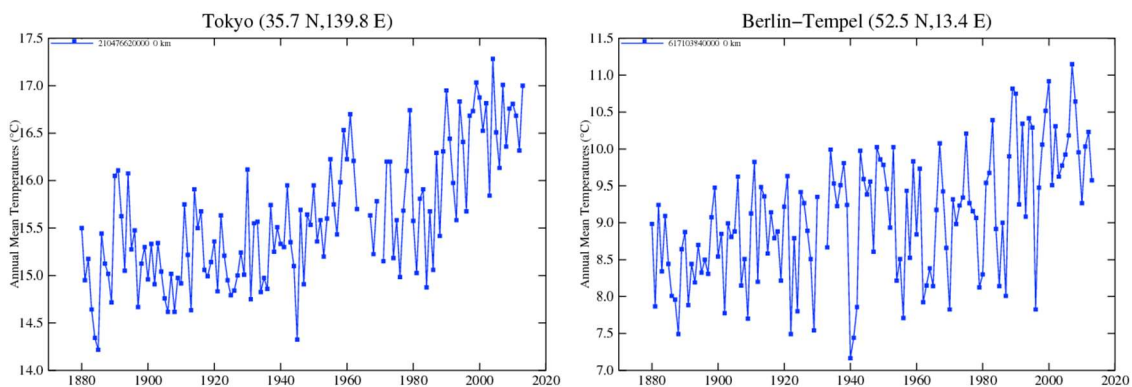 Tokyo (35.7 N,139.8 E)
210476620000 0 km
Annual Mean Temperatures (°C)
17.5
17.0
16.5
16.0
15.5
15.0
14.5
14.0
1880 1900 1920 1940 1960 1980 2000 2020
Berlin−Tempel (52.5 N,13.4 E)
617103840000 0 km
Annual Mean Temperatures (°C)
11.5
11.0
10.5
10.0
9.5
9.0
8.5
8.0
7.5
7.0
1880 1900 1920 1940 1960 1980 2000 2020